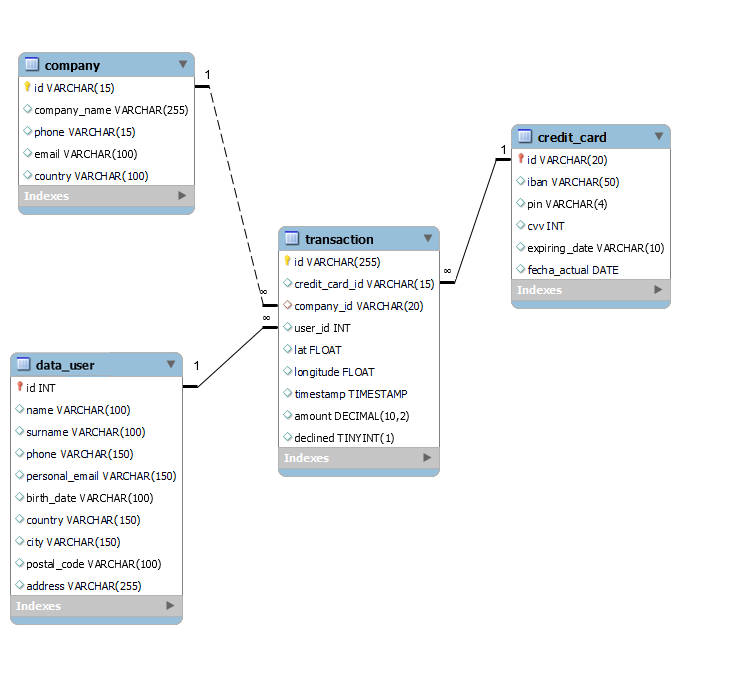 company
id VARCHAR(15)
company_name VARCHAR(255)
phone VARCHAR(15)
email VARCHAR(100)
country VARCHAR(100)
Indexes
1
∞
credit_card
id VARCHAR(20)
iban VARCHAR(50)
pin VARCHAR(4)
cvv INT
expiring_date VARCHAR(10)
fecha_actual DATE
Indexes
1
∞
transaction
id VARCHAR(255)
credit_card_id VARCHAR(15)
company_id VARCHAR(20)
user_id INT
lat FLOAT
longitude FLOAT
timestamp TIMESTAMP
amount DECIMAL(10,2)
declined TINYINT(1)
Indexes
∞
1
data_user
id INT
name VARCHAR(100)
surname VARCHAR(100)
phone VARCHAR(150)
personal_email VARCHAR(150)
birth_date VARCHAR(100)
country VARCHAR(150)
city VARCHAR(150)
postal_code VARCHAR(100)
address VARCHAR(255)
Indexes